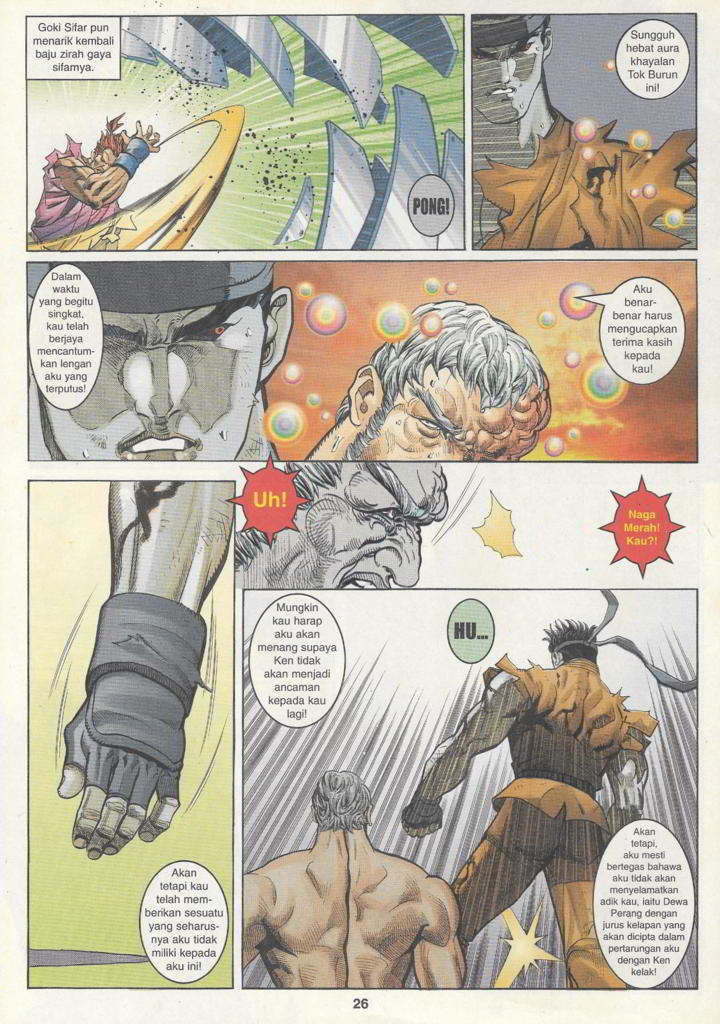 Goki Sifar pun
menarik kembali
baju zirah gaya
sifarnya.
PONG!
Sungguh
hebat aura
khayalan
Tok Burun
ini!
Dalam
waktu
yang begitu
singkat,
kau telah
berjaya
mencantum-
kan lengan
aku yang
terputus!
Aku
benar-
benar harus
mengucapkan
terima kasih
kepada
kau!
Uh!
Naga
Merah!
Kau?!
Akan
tetapi kau
telah mem-
berikan sesuatu
yang seharus-
nya aku tidak
miliki kepada
aku ini!
Mungkin
kau harap
aku akan
menang supaya
Ken tidak
akan menjadi
ancaman
kepada kau
lagi!
HU...
Akan
tetapi,
aku mesti
bertegas bahawa
aku tidak akan
menyelamatkan
adik kau, iaitu Dewa
Perang dengan
jurus kelapan yang
akan dicipta dalam
pertarungan aku
dengan Ken
kelak!
26